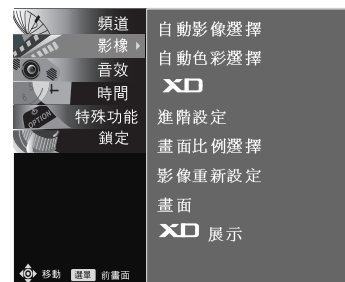 頻道
影像
音效
時間
特殊功能
OPTION
鎖定
移動 選單 前畫面
自動影像選擇
自動色彩選擇
XD
進階設定
畫面比例選擇
影像重新設定
畫面
XD 展示